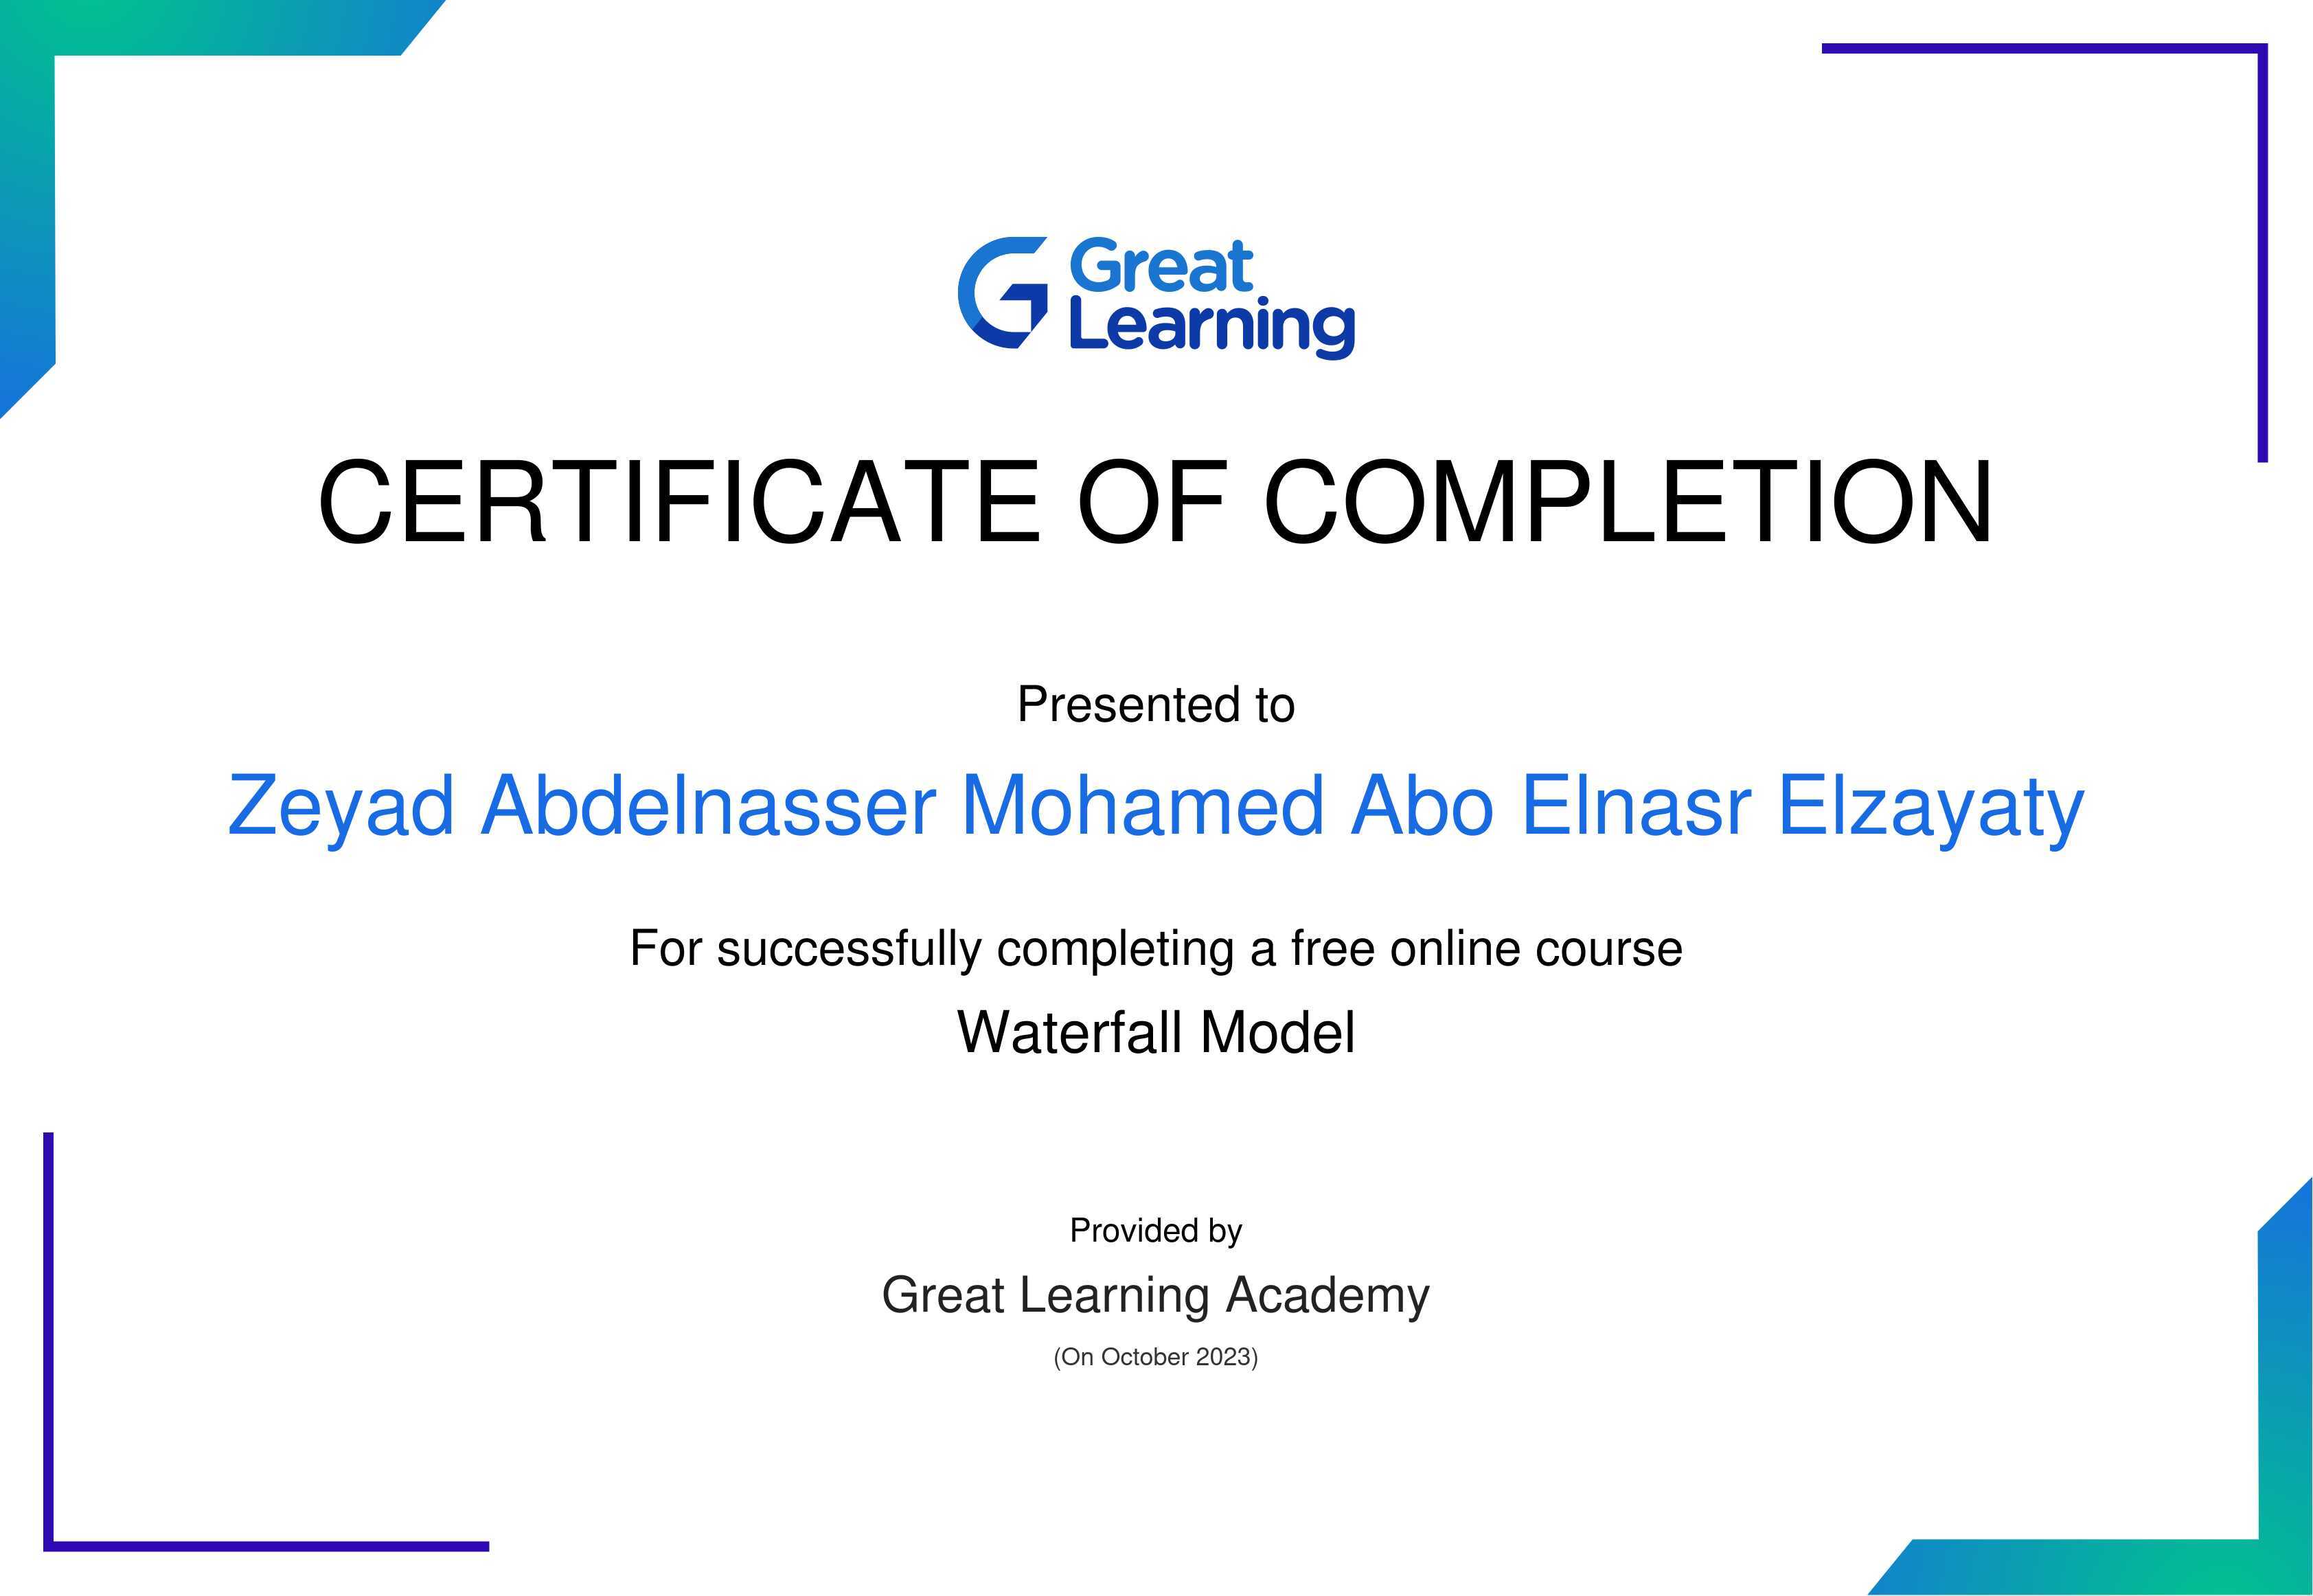 Great
Learning
CERTIFICATE OF COMPLETION
Presented to
Zeyad Abdelnasser Mohamed Abo Elnasr Elzayaty
For successfully completing a free online course
Waterfall Model
Provided by
Great Learning Academy
(On October 2023)